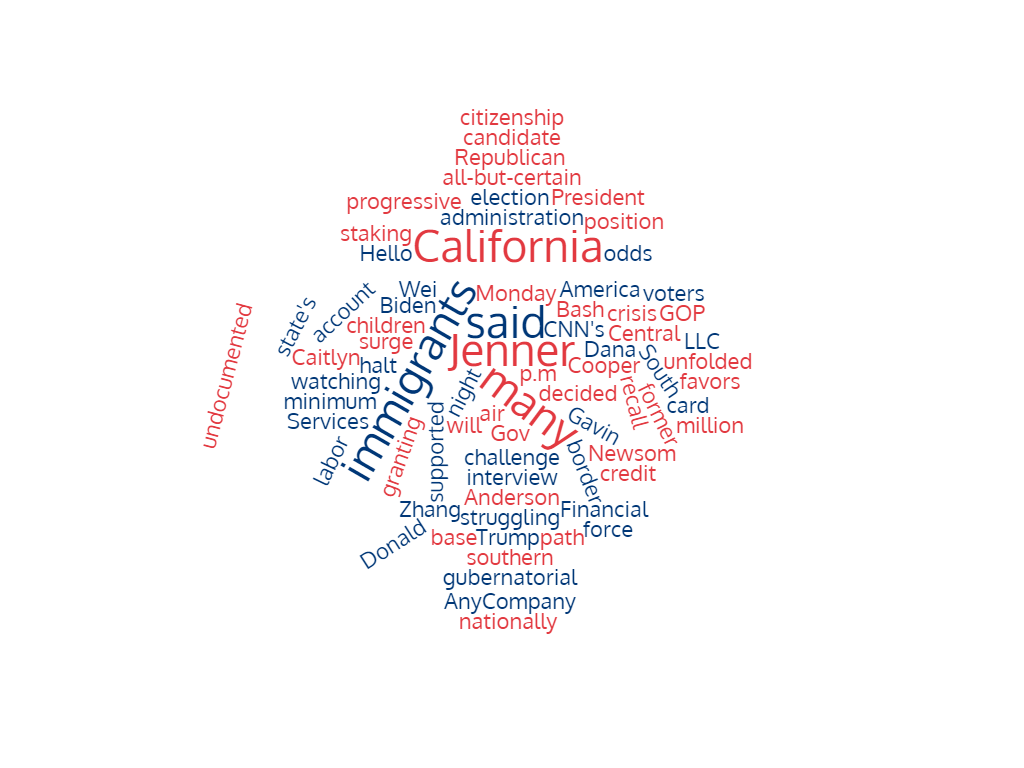 citizenship
candidate
Republican
all-but-certain
progressive
election
President
administration
position
staking
California
Hello
odds
Wei
immigrants
Monday
America
voters
state's
account
Biden
said
Bash
crisis
GOP
undocumented
children
CNN's
Central
surge
Jenner
Dana
LLC
Caitlyn
halt
Cooper
South
unfolded
watching
night
many
p.m
recall
former
favors
minimum
decided
card
Services
supported
will
air
Gov
Gavin
million
labor
granting
challenge
border
Newsom
interview
credit
Anderson
Zhang
struggling
Financial
Donald
base
Trump
path
force
southern
gubernatorial
AnyCompany
nationally